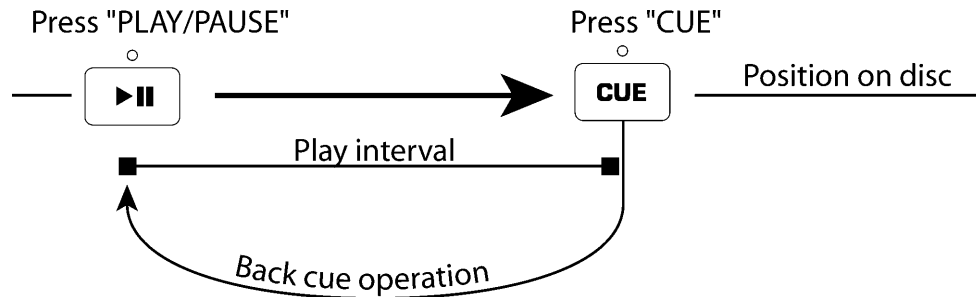 Press "PLAY/PAUSE"
Press "CUE"
CUE
Position on disc
Play interval
Back cue operation